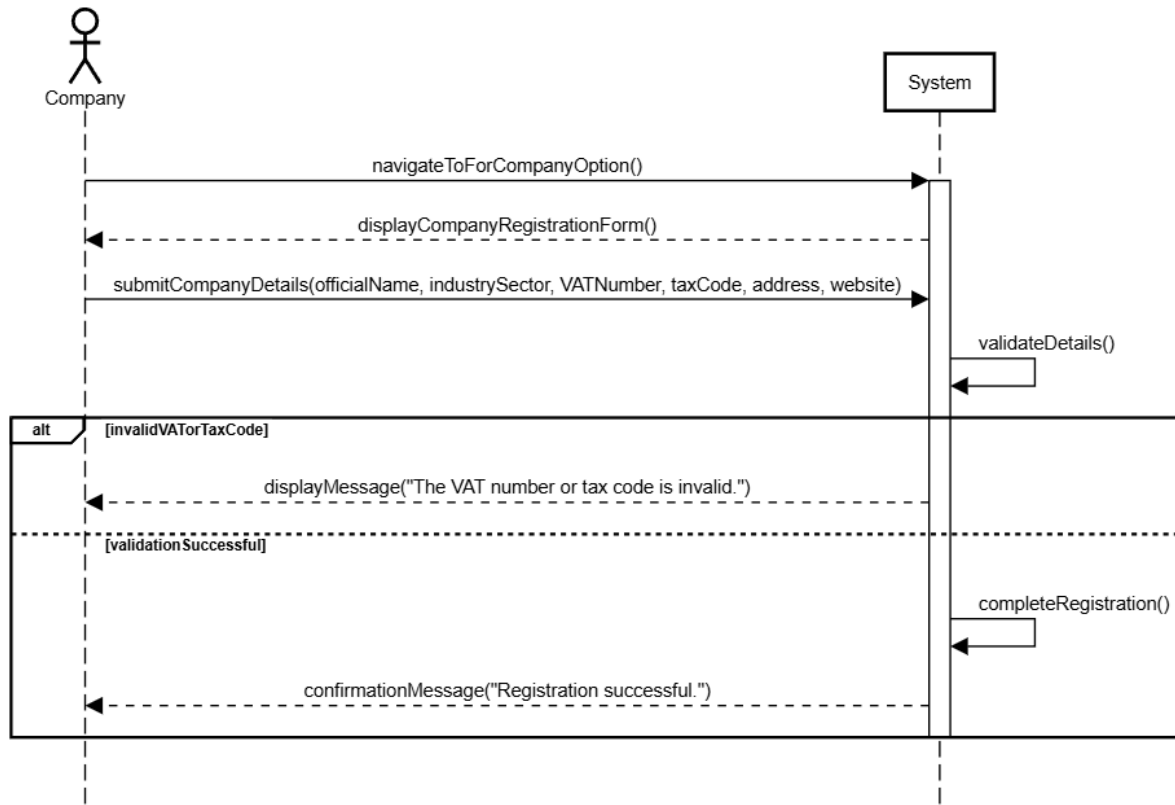 Company
System
navigateToForCompanyOption()
displayCompanyRegistrationForm()
submitCompanyDetails(officialName, industrySector, VATNumber, taxCode, address, website)
validateDetails()
alt
[invalidVATorTaxCode]
displayMessage("The VAT number or tax code is invalid.")
[validationSuccessful]
completeRegistration()
confirmationMessage("Registration successful.")